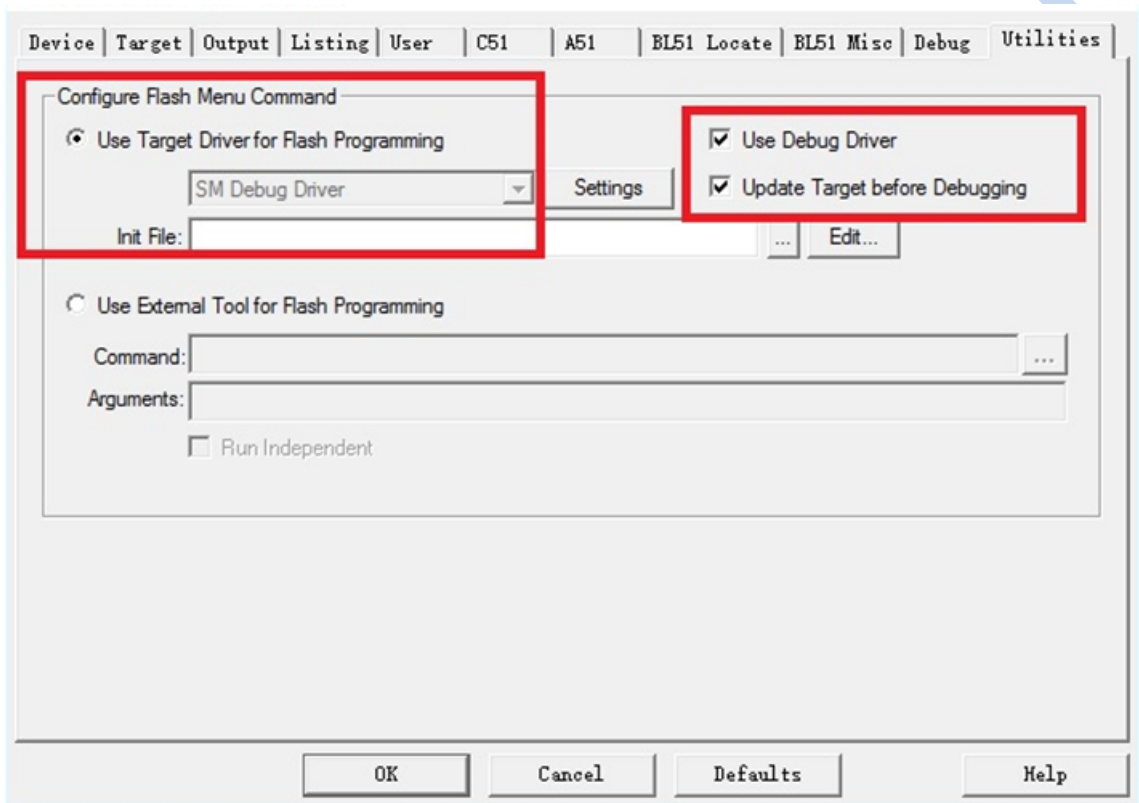 Device Target Output Listing User C51 A51 BL51 Locate BL51 Misc Debug Utilities
Configure Flash Menu Command
Use Target Driver for Flash Programming
Use Debug Driver
SM Debug Driver
Settings
Update Target before Debugging
Init File:
...
Edit...
Use External Tool for Flash Programming
Command:
...
Arguments:
Run Independent
OK Cancel Defaults Help